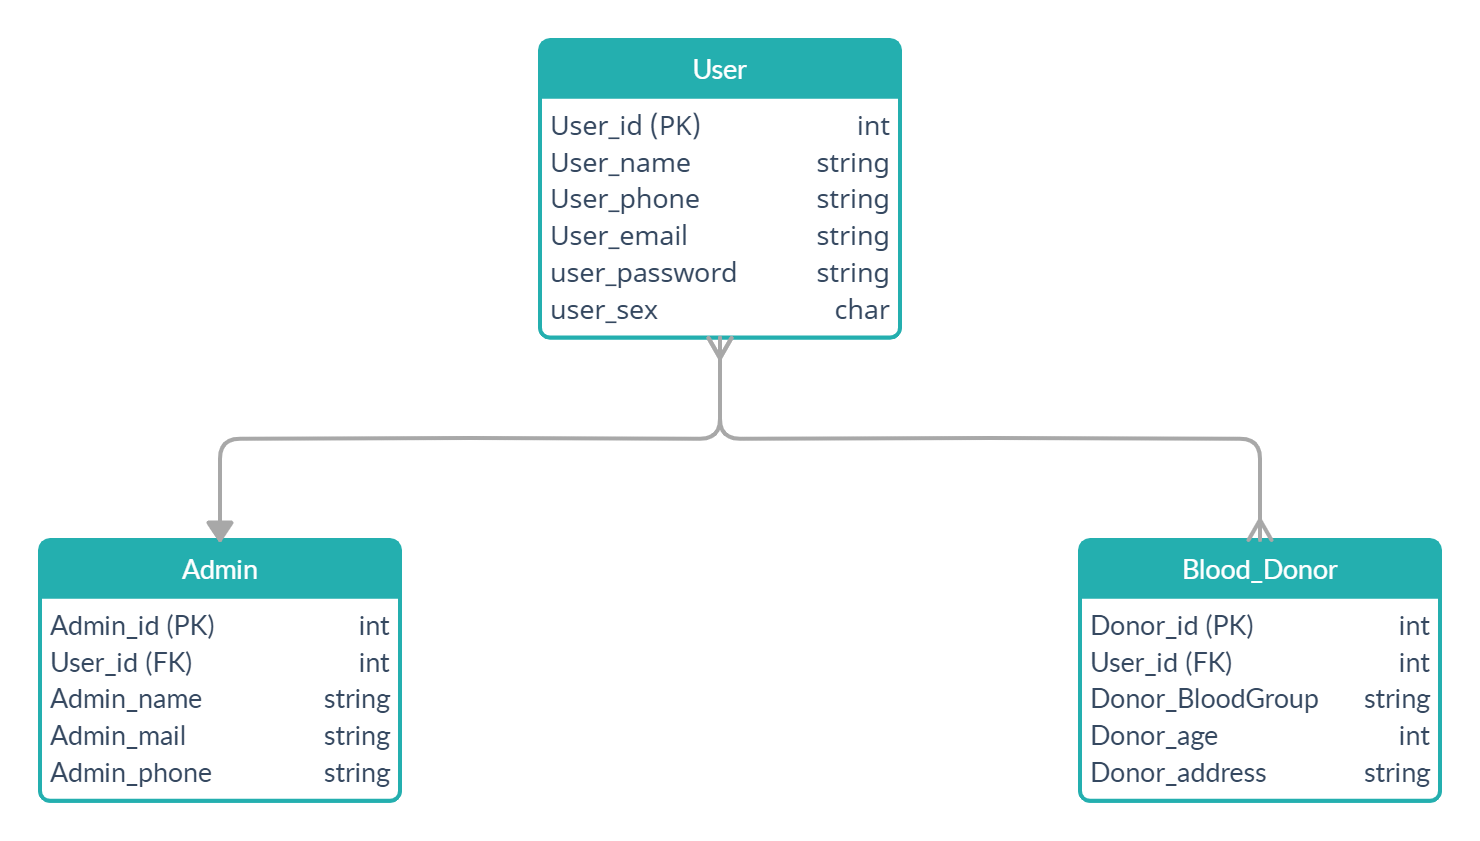 User
User_id (PK) int
User_name string
User_phone string
User_email string
user_password string
user_sex char
Admin
Admin_id (PK) int
User_id (FK) int
Admin_name string
Admin_mail string
Admin_phone string
Blood_Donor
Donor_id (PK) int
User_id (FK) int
Donor_BloodGroup string
Donor_age int
Donor_address string